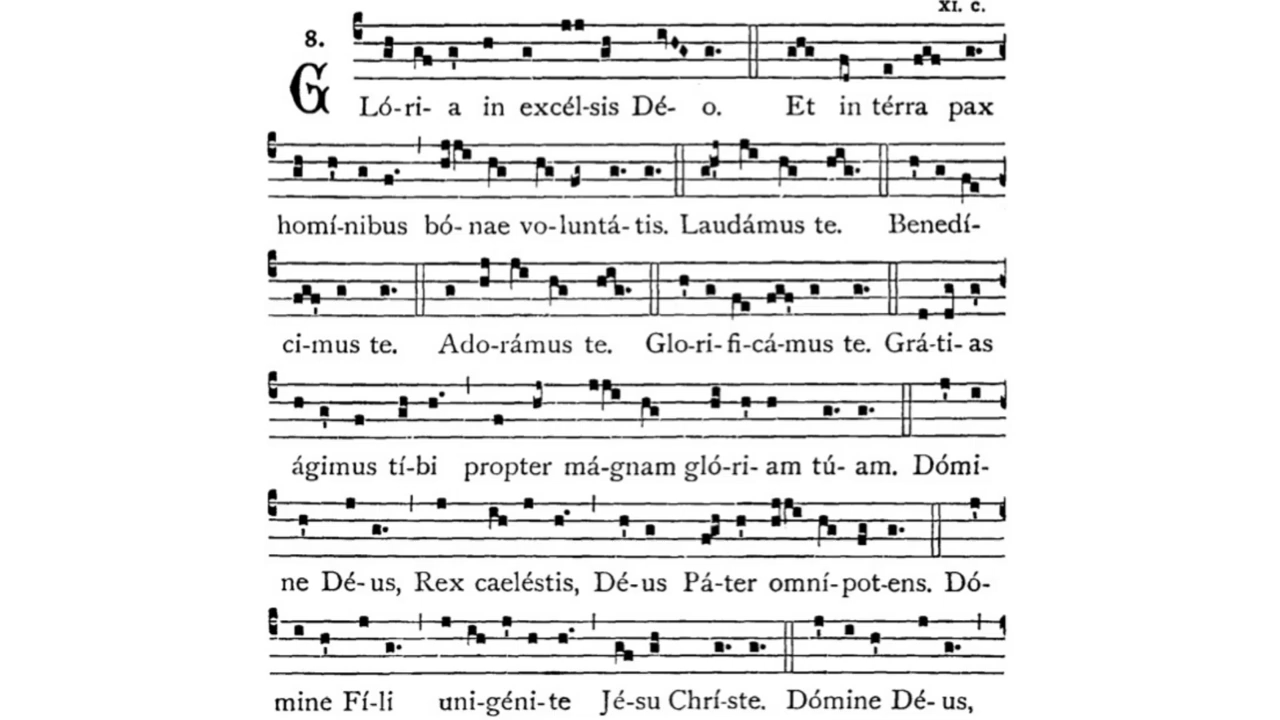 XI. C.
8.
GLó-ri- a in excél-sis Dé- o. Et in térra pax
homí-nibus bó- nae vo-luntá- tis. Laudámus te. Benedí-
ci-mus te. Ado-rámus te. Glo-ri- fi-cá-mus te. Grá-ti- as
ágimus tí-bi propter má-gnam gló-ri- am tú- am. Dómi-
ne Dé- us, Rex caeléstis, Dé- us Pá-ter omní-pot-ens. Dó-
mine Fí-li uni-géni-te Jé-su Chrí-ste. Dómine Dé- us,